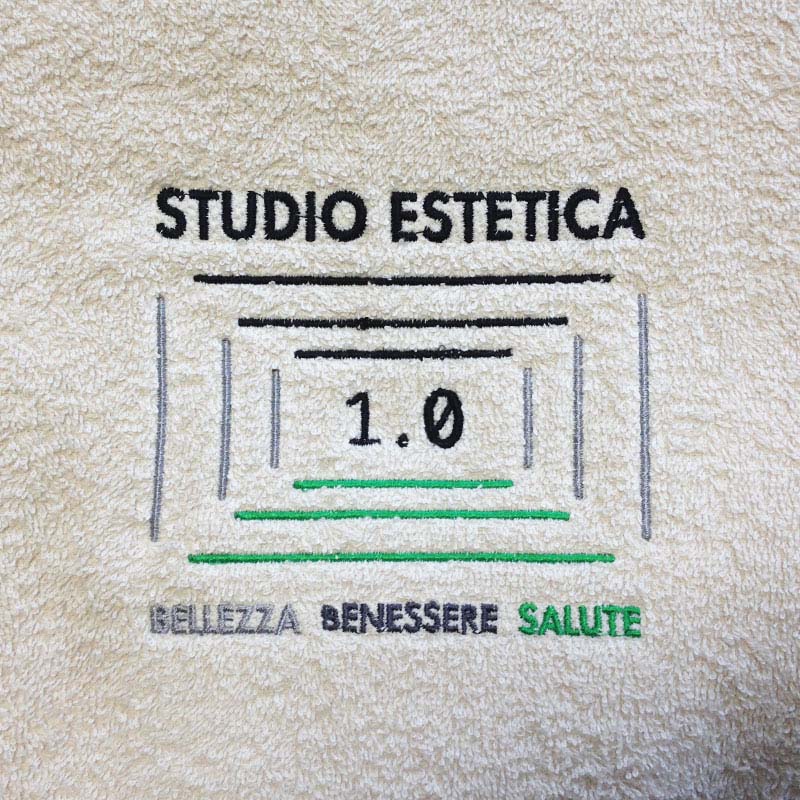 STUDIO ESTETICA
1.0
BELLEZZA BENESSERE SALUTE